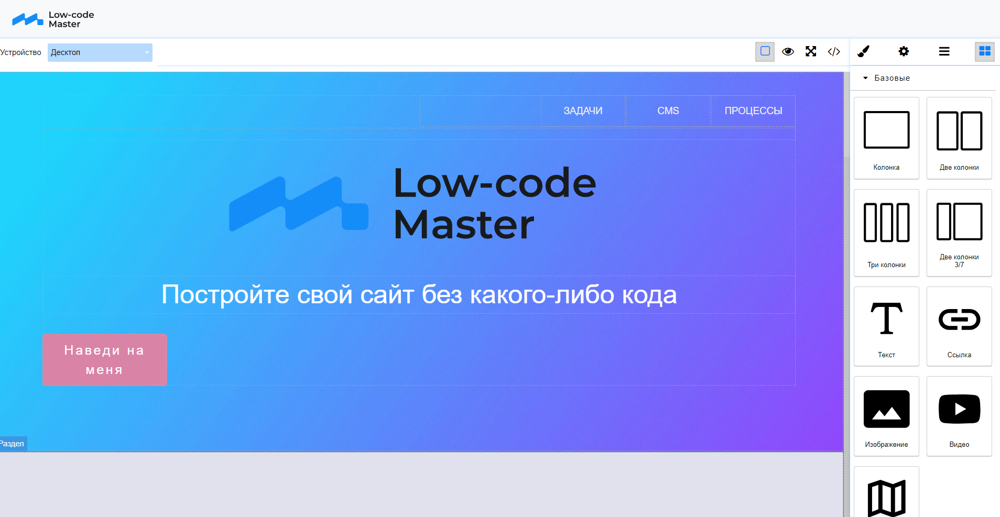 Low-code
Master
Устройство
Десктоп
Базовые
ЗАДАЧИ
CMS
ПРОЦЕССЫ
Low-code
Master
Постройте свой сайт без какого-либо кода
Наведи на
меня
Раздел
Колонка
Две колонки
Три колонки
Две колонки
3/7
Текст
Ссылка
Изображение
Видео